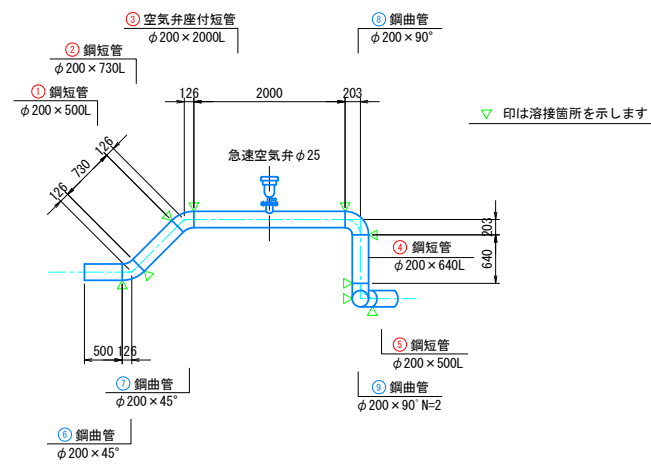 ③ 空気弁座付短管
φ200×2000L
⑧ 鋼曲管
φ200×90°
② 鋼短管
φ200×730L
① 鋼短管
φ200×500L
126
2000
203
▽ 印は溶接箇所を示します
126
730
126
急速空気弁φ25
203
④ 鋼短管
φ200×640L
640
500
126
⑤ 鋼短管
φ200×500L
⑦ 鋼曲管
φ200×45°
⑨ 鋼曲管
φ200×90°N=2
⑥ 鋼曲管
φ200×45°